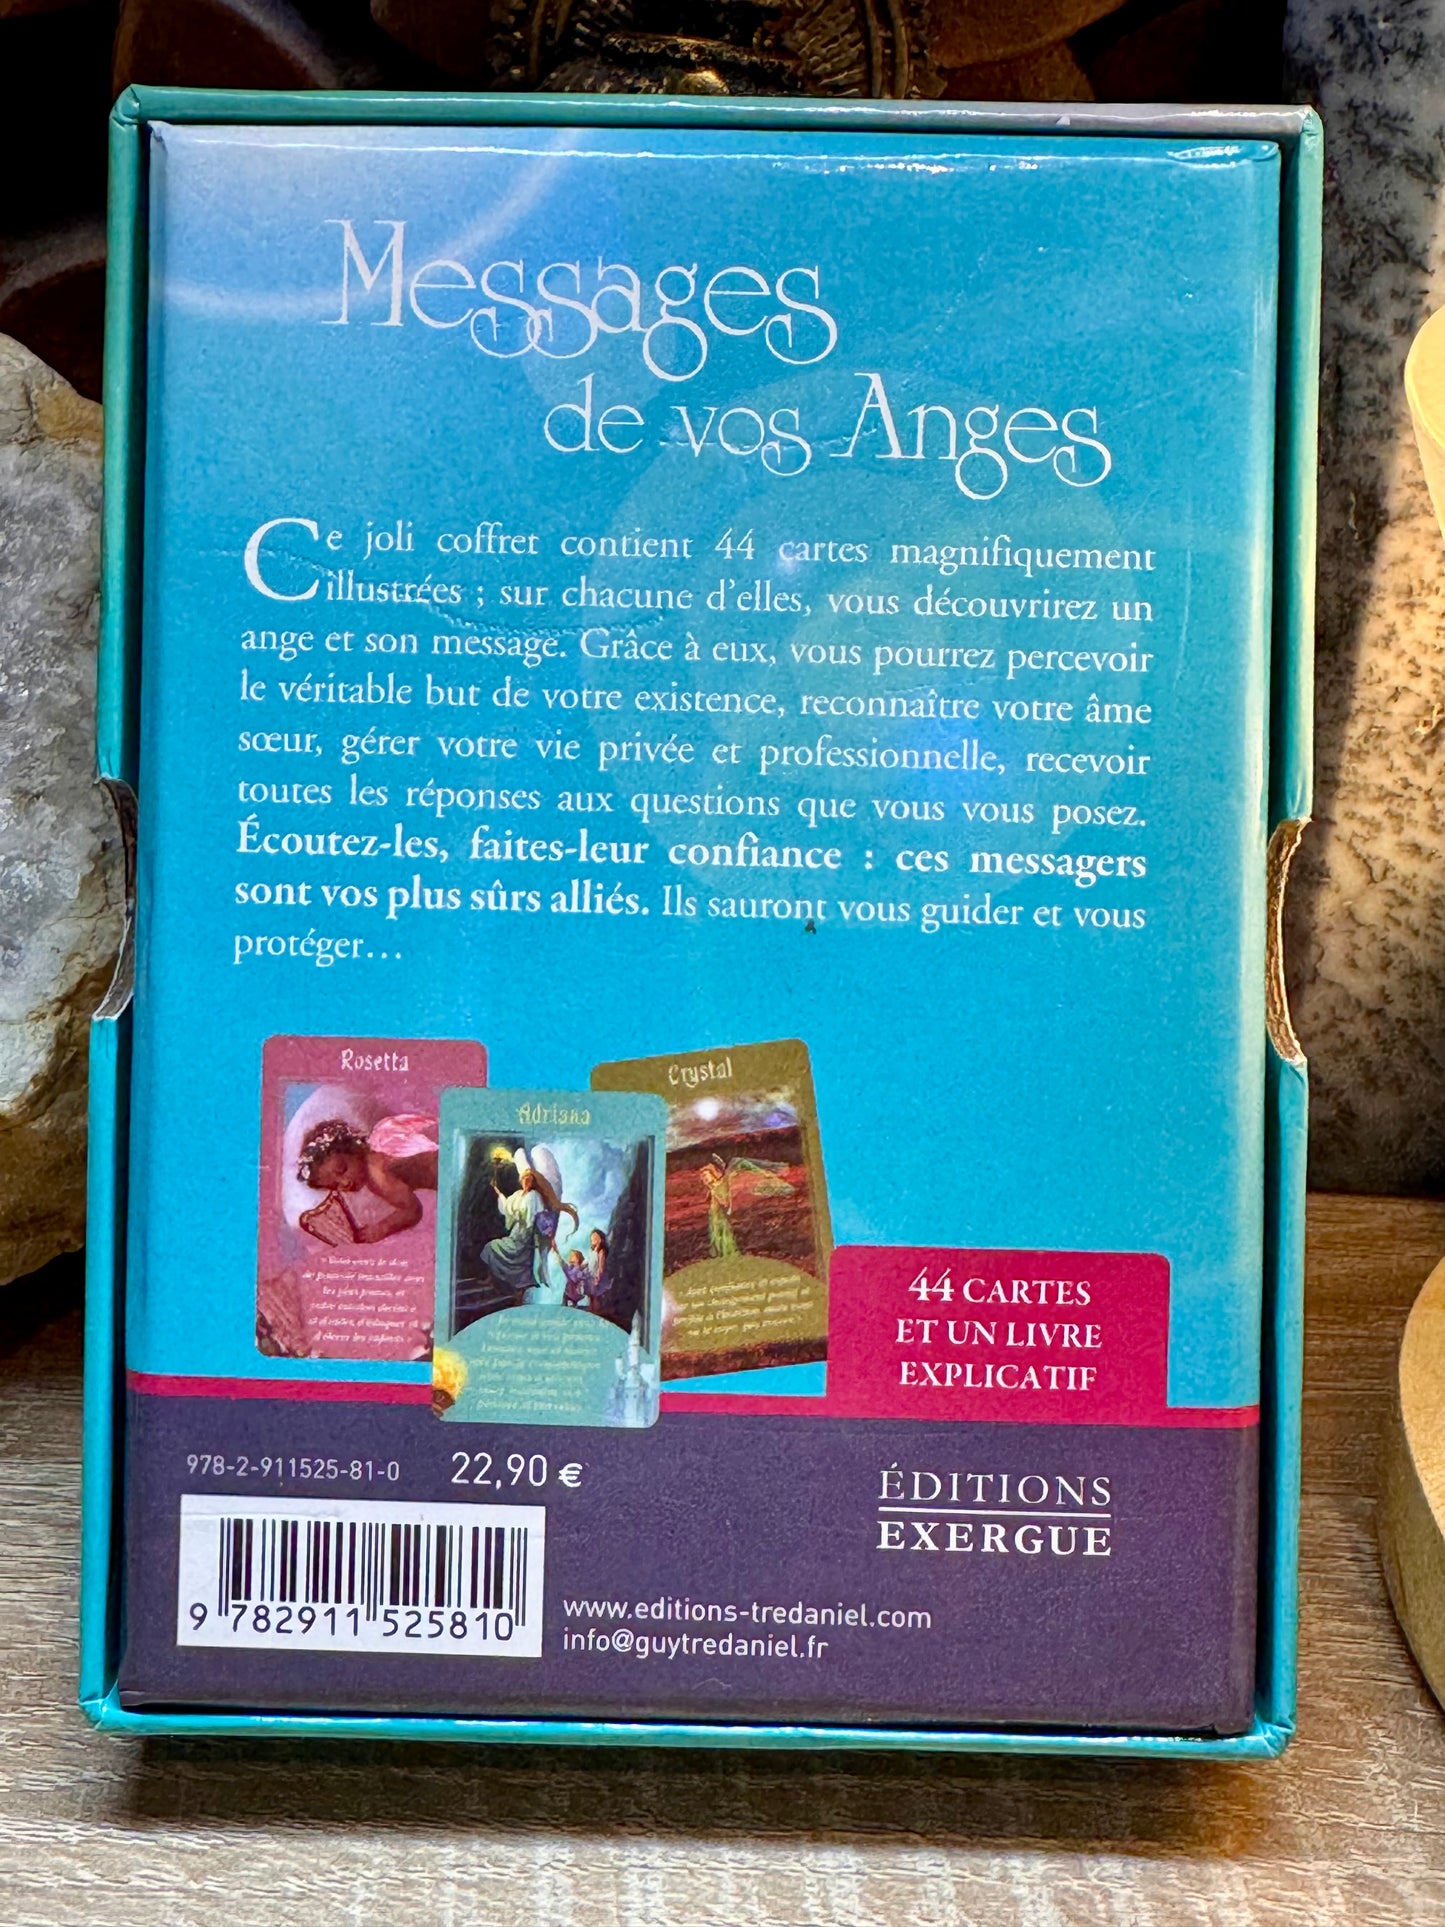 Messages
de vos Anges
Ce joli coffret contient 44 cartes magnifiquement
illustrées ; sur chacune d'elles, vous découvrirez un
ange et son message. Grâce à eux, vous pourrez percevoir
le véritable but de votre existence, reconnaître votre âme
sœur, gérer votre vie privée et professionnelle, recevoir
toutes les réponses aux questions que vous vous posez.
Écoutez-les, faites-leur confiance : ces messagers
sont vos plus sûrs alliés. Ils sauront vous guider et vous
protéger…
Rosetta
Adriana
Crystal
44 CARTES
ET UN LIVRE
EXPLICATIF
978-2-911525-81-0
22,90 €
9 782911 525810
ÉDITIONS
EXERGUE
www.editions-tredaniel.com
info@guytredaniel.fr